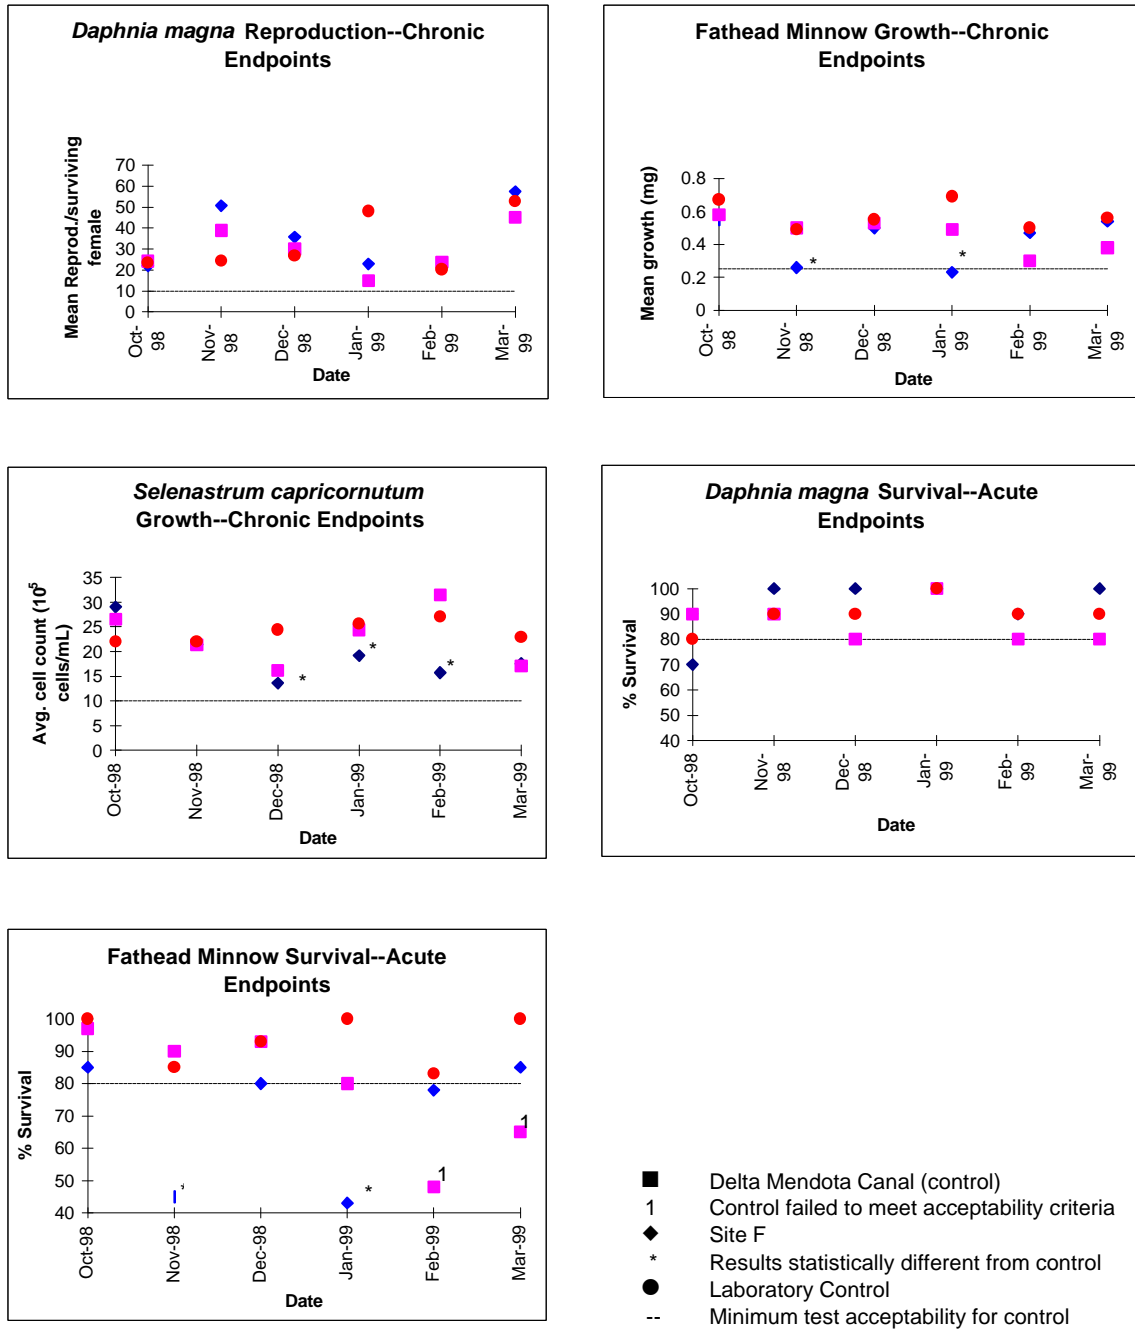 Daphnia magna Reproduction--Chronic
Endpoints
Mean Reprod./surviving
female
70
60
50
40
30
20
10
0
Oct-
98
Nov-
98
Dec-
98
Jan-
99
Feb-
99
Mar-
99
Date
Fathead Minnow Growth--Chronic
Endpoints
Mean growth (mg)
0.8
0.6
0.4
0.2
0
*
*
Oct-
98
Nov-
98
Dec-
98
Jan-
99
Feb-
99
Mar-
99
Date
Selenastrum capricornutum
Growth--Chronic Endpoints
Avg. cell count (10^5
cells/mL)
35
30
25
20
15
10
5
0
*
*
*
Oct-98
Nov-98
Dec-98
Jan-99
Feb-99
Mar-99
Date
Daphnia magna Survival--Acute
Endpoints
% Survival
100
90
80
70
60
50
40
Oct-98
Nov-
98
Dec-
98
Jan-
99
Feb-
99
Mar-
99
Date
Fathead Minnow Survival--Acute
Endpoints
% Survival
100
90
80
70
60
50
40
*
*
1
1
Oct-98
Nov-98
Dec-98
Jan-99
Feb-99
Mar-99
Date
Delta Mendota Canal (control)
1 Control failed to meet acceptability criteria
Site F
* Results statistically different from control
Laboratory Control
-- Minimum test acceptability for control